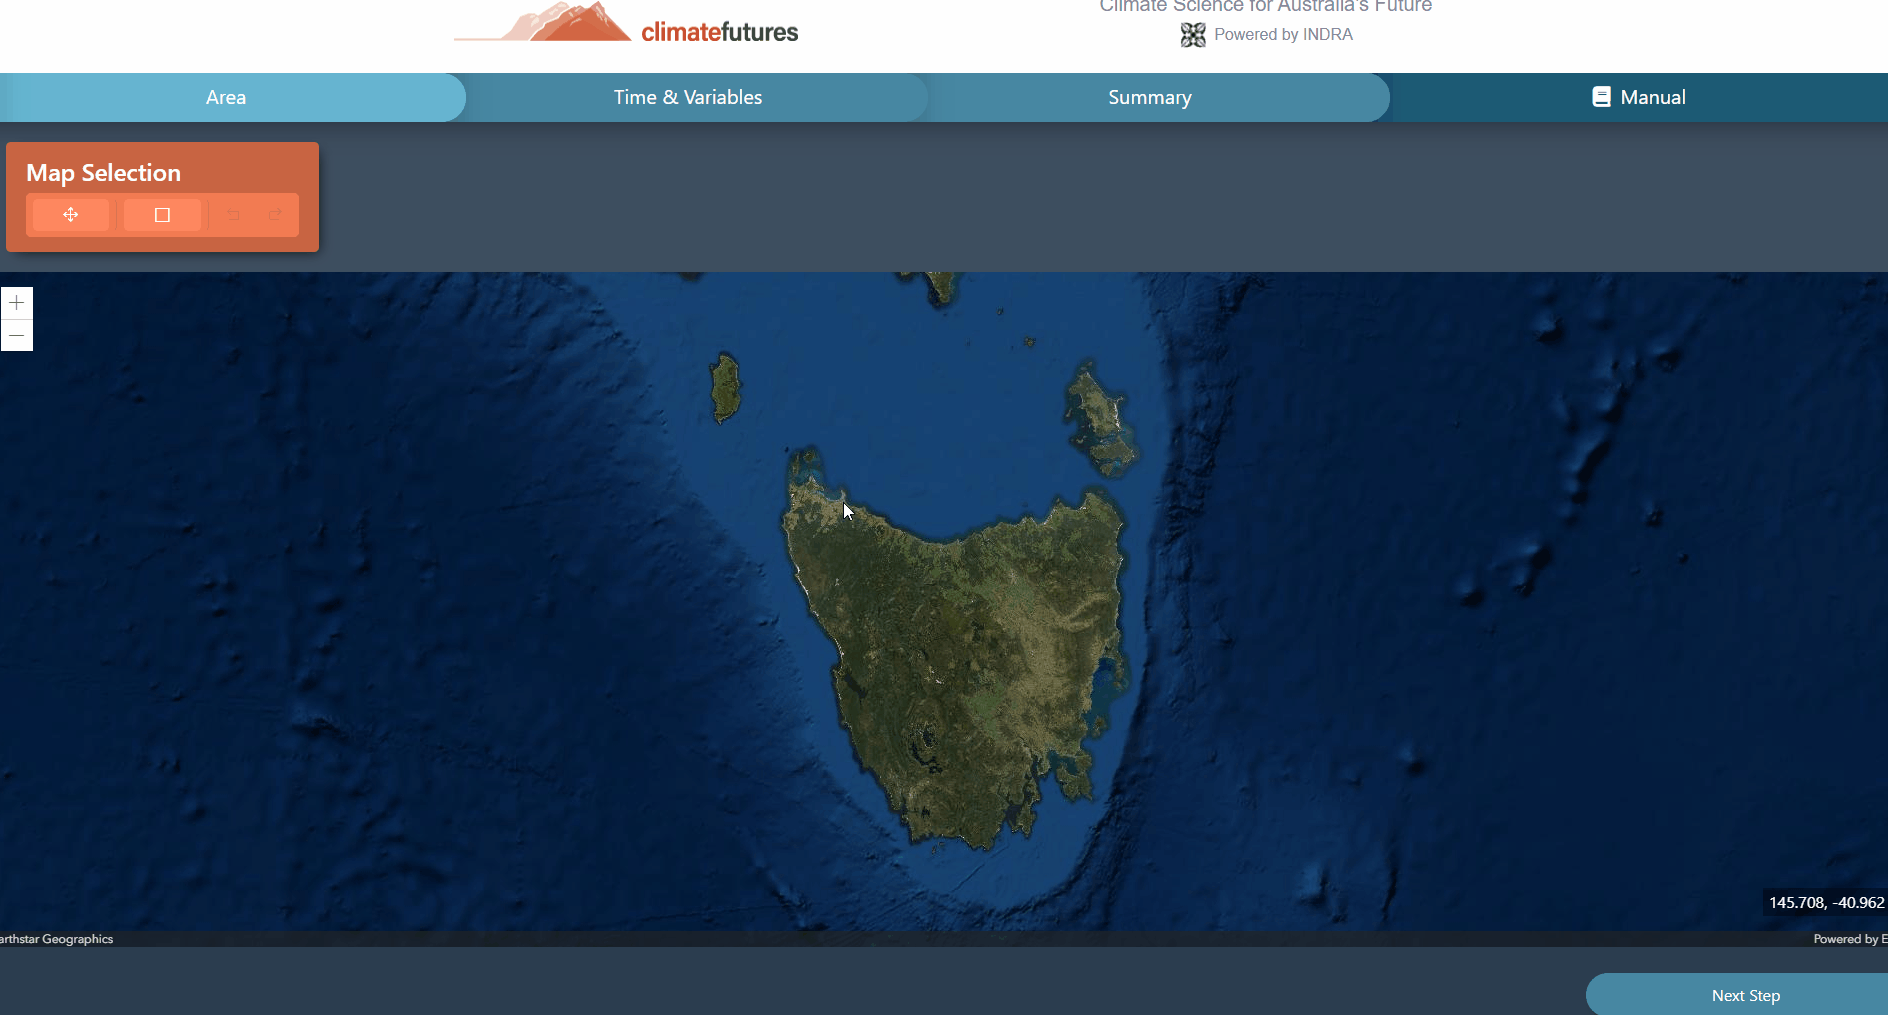 climatefutures
Climate Science for Australia's Future
Powered by INDRA
Area
Time & Variables
Summary
Manual
Map Selection
145.708, -40.962
arthstar Geographics
Powered by E
Next Step